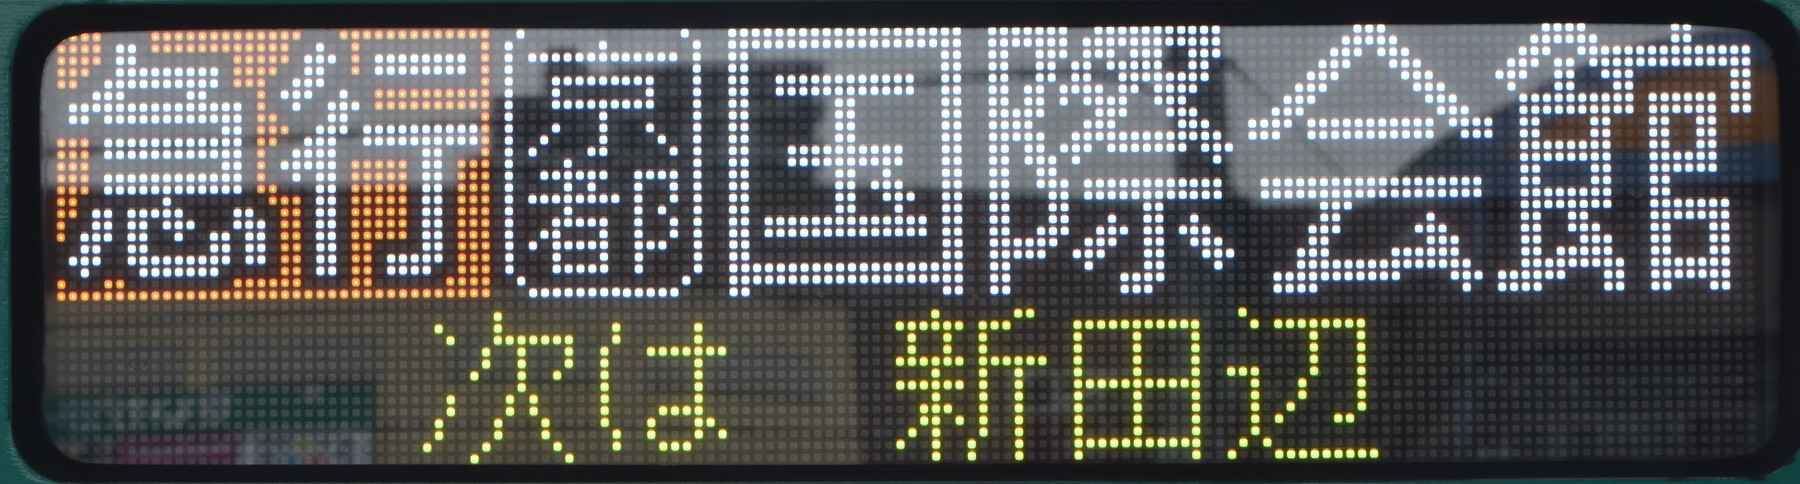 急行 京都 国際会館
次は 新田辺